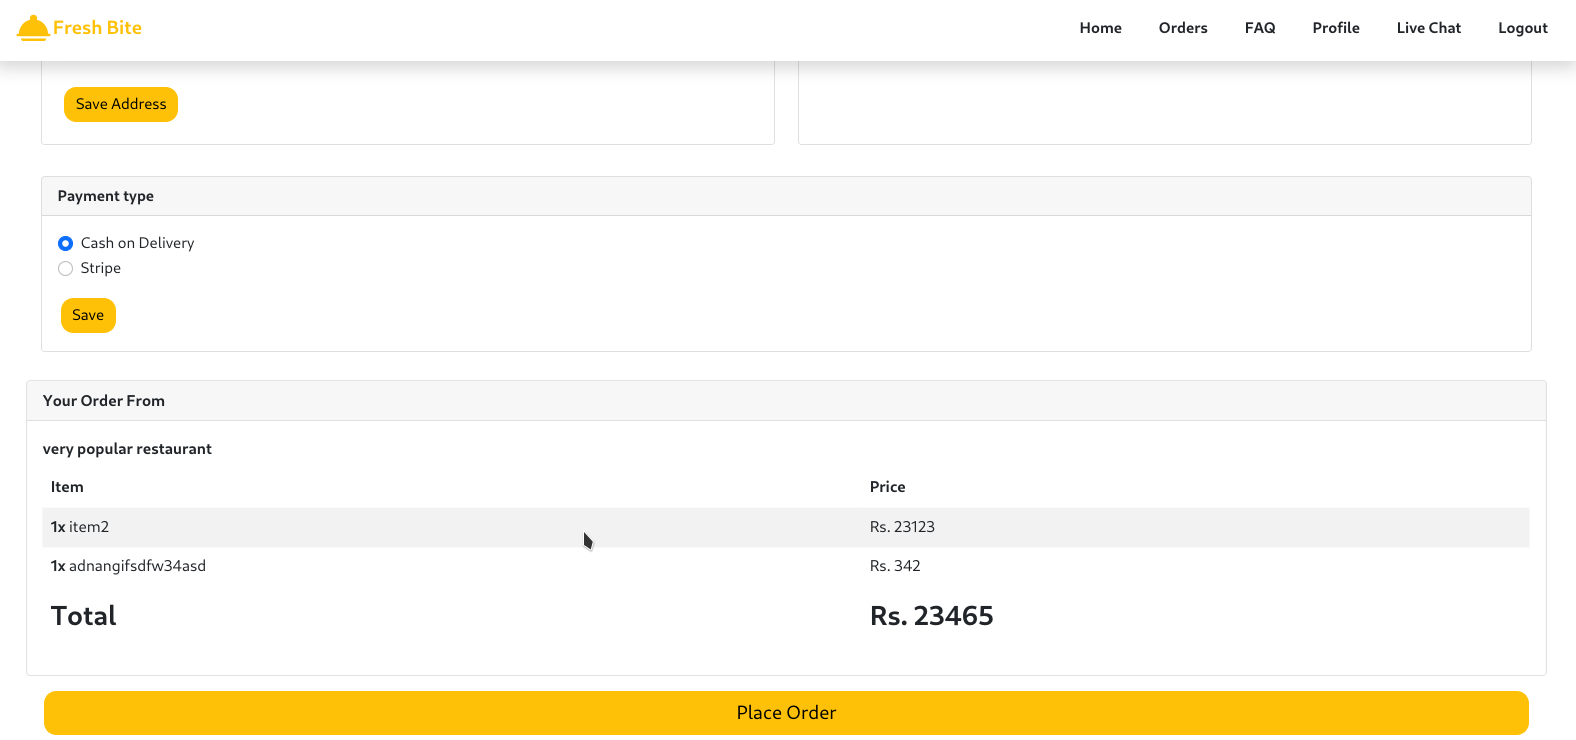 Fresh Bite Home Orders FAQ Profile Live Chat Logout
Save Address
Payment type
Cash on Delivery
Stripe
Save
Your Order From
very popular restaurant
Item Price
1x item2 Rs. 23123
1x adnangifsdfw34asd Rs. 342
Total Rs. 23465
Place Order